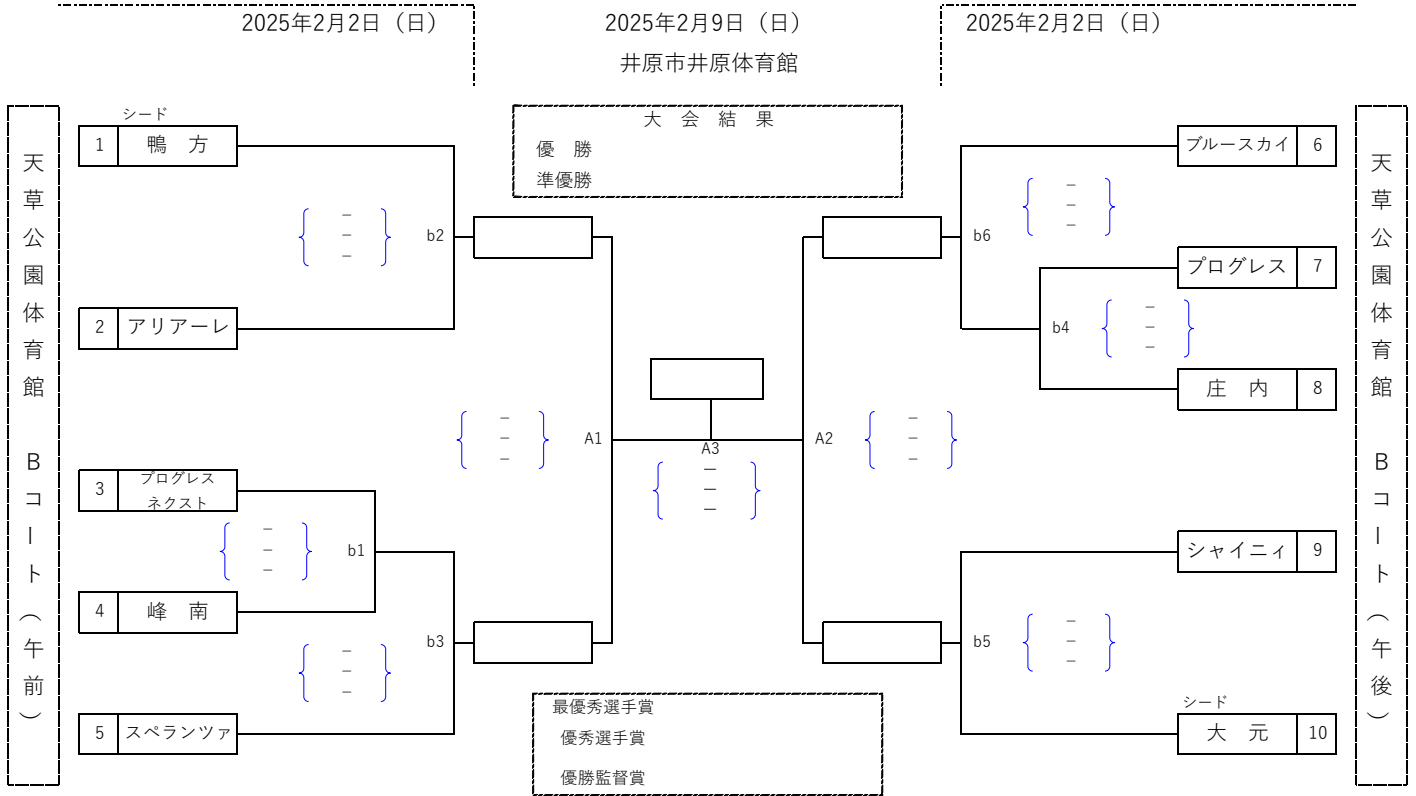 2025年2月2日（日）
2025年2月9日（日）
2025年2月2日（日）
井原市井原体育館
天草公園体育館　Bコート（午前）
シード
1 鴨　方
2 アリアーレ
3 プログレス
ネクスト
4 峰　南
5 スペランツァ
b2
b1
b3
大　会　結　果
優　勝
準優勝
A1
A3
A2
最優秀選手賞
優秀選手賞
優勝監督賞
b6
b4
b5
ブルースカイ 6
プログレス 7
庄　内 8
シャイニィ 9
シード
大　元 10
天草公園体育館　Bコート（午後）